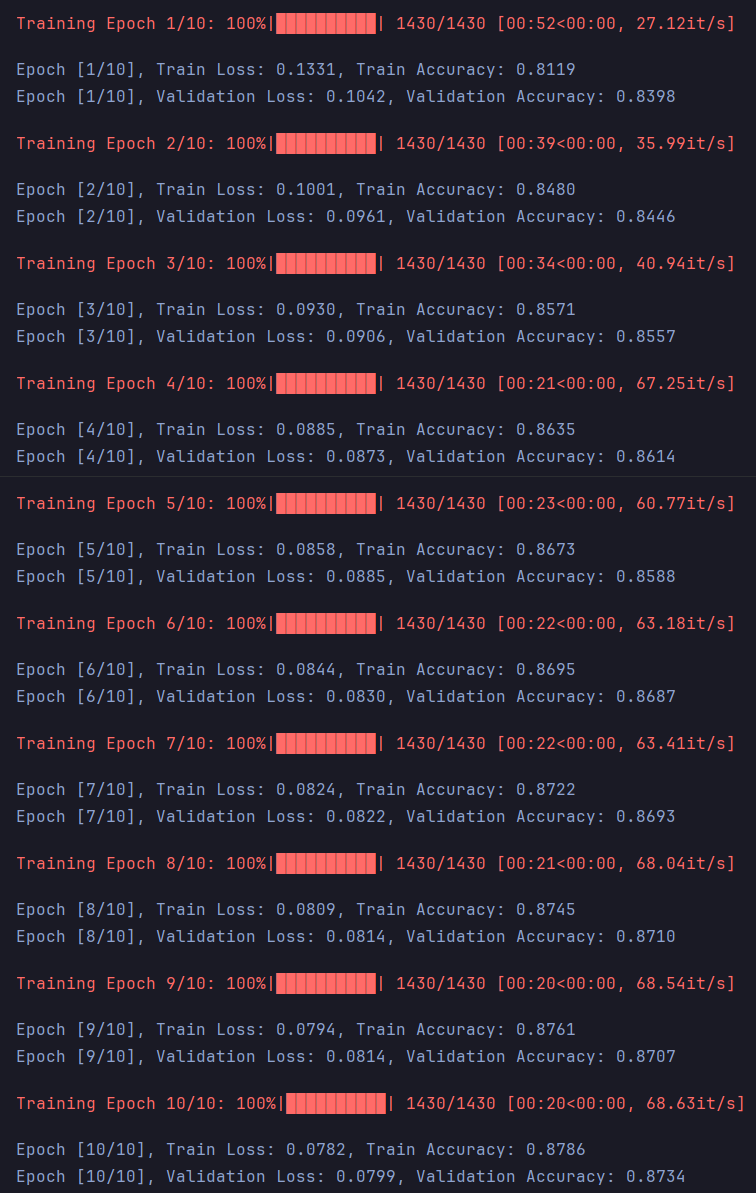 Training Epoch 1/10: 100%|██████████| 1430/1430 [00:52<00:00, 27.12it/s]
Epoch [1/10], Train Loss: 0.1331, Train Accuracy: 0.8119
Epoch [1/10], Validation Loss: 0.1042, Validation Accuracy: 0.8398
Training Epoch 2/10: 100%|██████████| 1430/1430 [00:39<00:00, 35.99it/s]
Epoch [2/10], Train Loss: 0.1001, Train Accuracy: 0.8480
Epoch [2/10], Validation Loss: 0.0961, Validation Accuracy: 0.8446
Training Epoch 3/10: 100%|██████████| 1430/1430 [00:34<00:00, 40.94it/s]
Epoch [3/10], Train Loss: 0.0930, Train Accuracy: 0.8571
Epoch [3/10], Validation Loss: 0.0906, Validation Accuracy: 0.8557
Training Epoch 4/10: 100%|██████████| 1430/1430 [00:21<00:00, 67.25it/s]
Epoch [4/10], Train Loss: 0.0885, Train Accuracy: 0.8635
Epoch [4/10], Validation Loss: 0.0873, Validation Accuracy: 0.8614
Training Epoch 5/10: 100%|██████████| 1430/1430 [00:23<00:00, 60.77it/s]
Epoch [5/10], Train Loss: 0.0858, Train Accuracy: 0.8673
Epoch [5/10], Validation Loss: 0.0885, Validation Accuracy: 0.8588
Training Epoch 6/10: 100%|██████████| 1430/1430 [00:22<00:00, 63.18it/s]
Epoch [6/10], Train Loss: 0.0844, Train Accuracy: 0.8695
Epoch [6/10], Validation Loss: 0.0830, Validation Accuracy: 0.8687
Training Epoch 7/10: 100%|██████████| 1430/1430 [00:22<00:00, 63.41it/s]
Epoch [7/10], Train Loss: 0.0824, Train Accuracy: 0.8722
Epoch [7/10], Validation Loss: 0.0822, Validation Accuracy: 0.8693
Training Epoch 8/10: 100%|██████████| 1430/1430 [00:21<00:00, 68.04it/s]
Epoch [8/10], Train Loss: 0.0809, Train Accuracy: 0.8745
Epoch [8/10], Validation Loss: 0.0814, Validation Accuracy: 0.8710
Training Epoch 9/10: 100%|██████████| 1430/1430 [00:20<00:00, 68.54it/s]
Epoch [9/10], Train Loss: 0.0794, Train Accuracy: 0.8761
Epoch [9/10], Validation Loss: 0.0814, Validation Accuracy: 0.8707
Training Epoch 10/10: 100%|██████████| 1430/1430 [00:20<00:00, 68.63it/s]
Epoch [10/10], Train Loss: 0.0782, Train Accuracy: 0.8786
Epoch [10/10], Validation Loss: 0.0799, Validation Accuracy: 0.8734